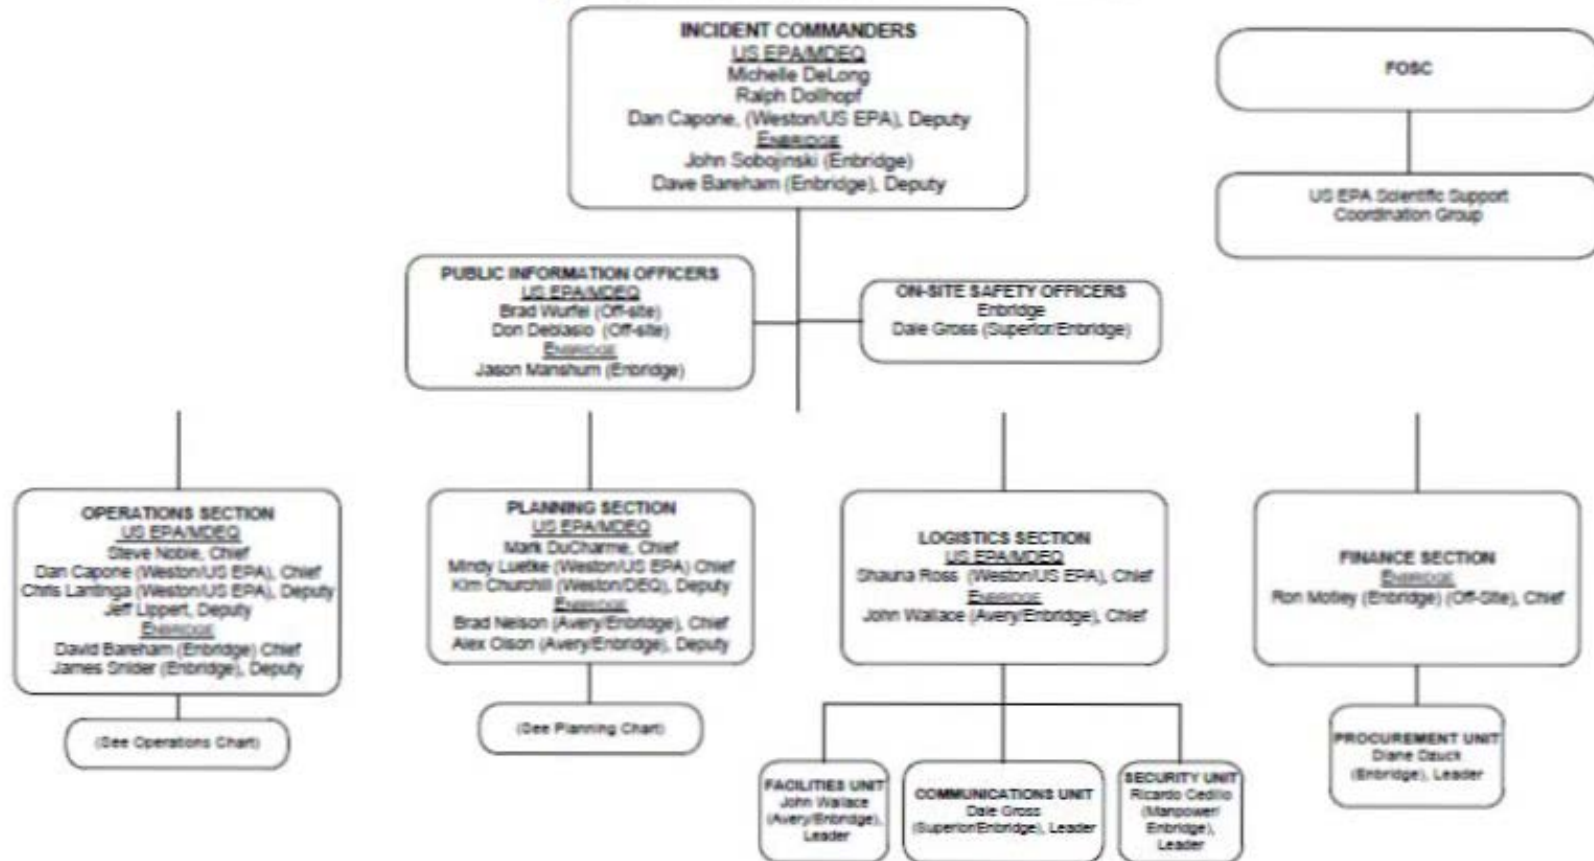 INCIDENT COMMANDERS
US EPA/MDEQ
Michelle DeLong
Ralph Dollhopf
Dan Capone, (Weston/US EPA), Deputy
ENBRIDGE
John Sobojinski (Enbridge)
Dave Bareham (Enbridge), Deputy
FOSC
US EPA Scientific Support
Coordination Group
PUBLIC INFORMATION OFFICERS
US EPA/MDEQ
Brad Wurfel (Off-site)
Don Deblasio (Off-site)
ENBRIDGE
Jason Manshum (Enbridge)
ON-SITE SAFETY OFFICERS
Enbridge
Dale Gross (Superior/Enbridge)
OPERATIONS SECTION
US EPA/MDEQ
Steve Noble, Chief
Dan Capone (Weston/US EPA), Chief
Chris Lantinga (Weston/US EPA), Deputy
Jeff Lippert, Deputy
ENBRIDGE
David Bareham (Enbridge) Chief
James Snider (Enbridge), Deputy
(See Operations Chart)
PLANNING SECTION
US EPA/MDEQ
Mark DuCharme, Chief
Mindy Luetke (Weston/US EPA) Chief
Kim Churchill (Weston/DEQ), Deputy
ENBRIDGE
Brad Nelson (Avery/Enbridge), Chief
Alex Olson (Avery/Enbridge), Deputy
(See Planning Chart)
LOGISTICS SECTION
US EPA/MDEQ
Shauna Ross (Weston/US EPA), Chief
ENBRIDGE
John Wallace (Avery/Enbridge), Chief
FACILITIES UNIT
John Wallace
(Avery/Enbridge),
Leader
COMMUNICATIONS UNIT
Dale Gross
(Superior/Enbridge), Leader
SECURITY UNIT
Ricardo Cedillo
(Manpower/
Enbridge),
Leader
FINANCE SECTION
ENBRIDGE
Ron Motley (Enbridge) (Off-Site), Chief
PROCUREMENT UNIT
Diane Dzuck
(Enbridge), Leader